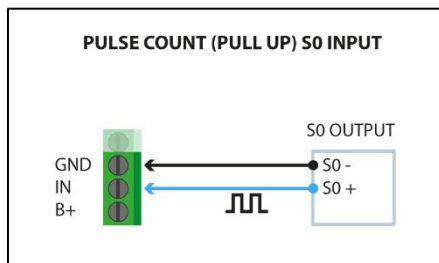 PULSE COUNT (PULL UP) S0 INPUT
S0 OUTPUT
GND
S0 -
IN
S0 +
B+